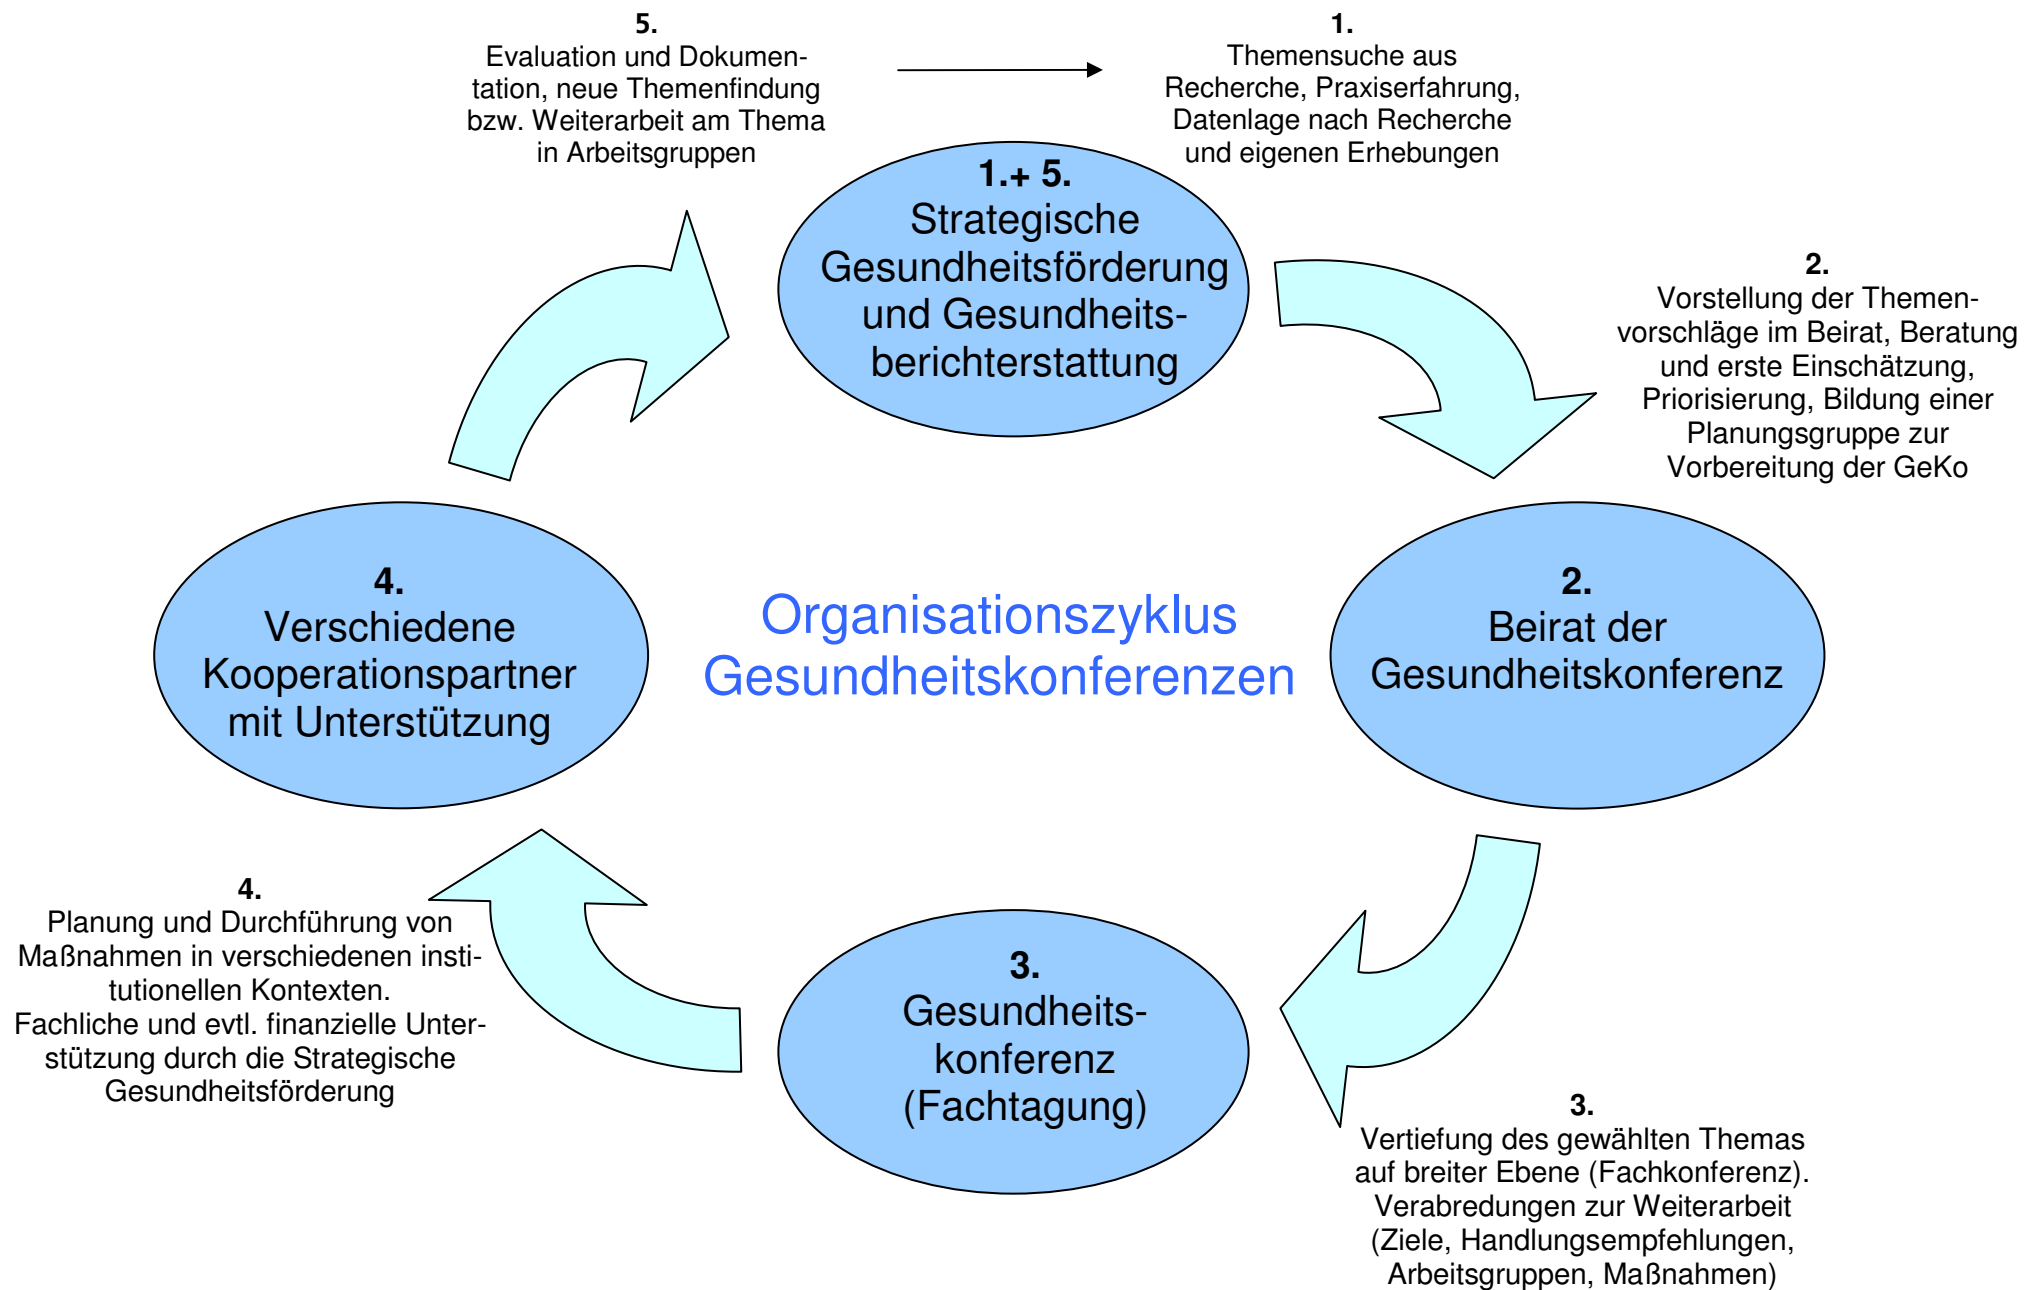 5.
Evaluation und Dokumen-
tation, neue Themenfindung
bzw. Weiterarbeit am Thema
in Arbeitsgruppen
1.
Themensuche aus
Recherche, Praxiserfahrung,
Datenlage nach Recherche
und eigenen Erhebungen
1.+ 5.
Strategische
Gesundheitsförderung
und Gesundheits-
berichterstattung
2.
Vorstellung der Themen-
vorschläge im Beirat, Beratung
und erste Einschätzung,
Priorisierung, Bildung einer
Planungsgruppe zur
Vorbereitung der GeKo
4.
Verschiedene
Kooperationspartner
mit Unterstützung
Organisationszyklus
Gesundheitskonferenzen
2.
Beirat der
Gesundheitskonferenz
4.
Planung und Durchführung von
Maßnahmen in verschiedenen insti-
tutionellen Kontexten.
Fachliche und evtl. finanzielle Unter-
stützung durch die Strategische
Gesundheitsförderung
3.
Gesundheits-
konferenz
(Fachtagung)
3.
Vertiefung des gewählten Themas
auf breiter Ebene (Fachkonferenz).
Verabredungen zur Weiterarbeit
(Ziele, Handlungsempfehlungen,
Arbeitsgruppen, Maßnahmen)